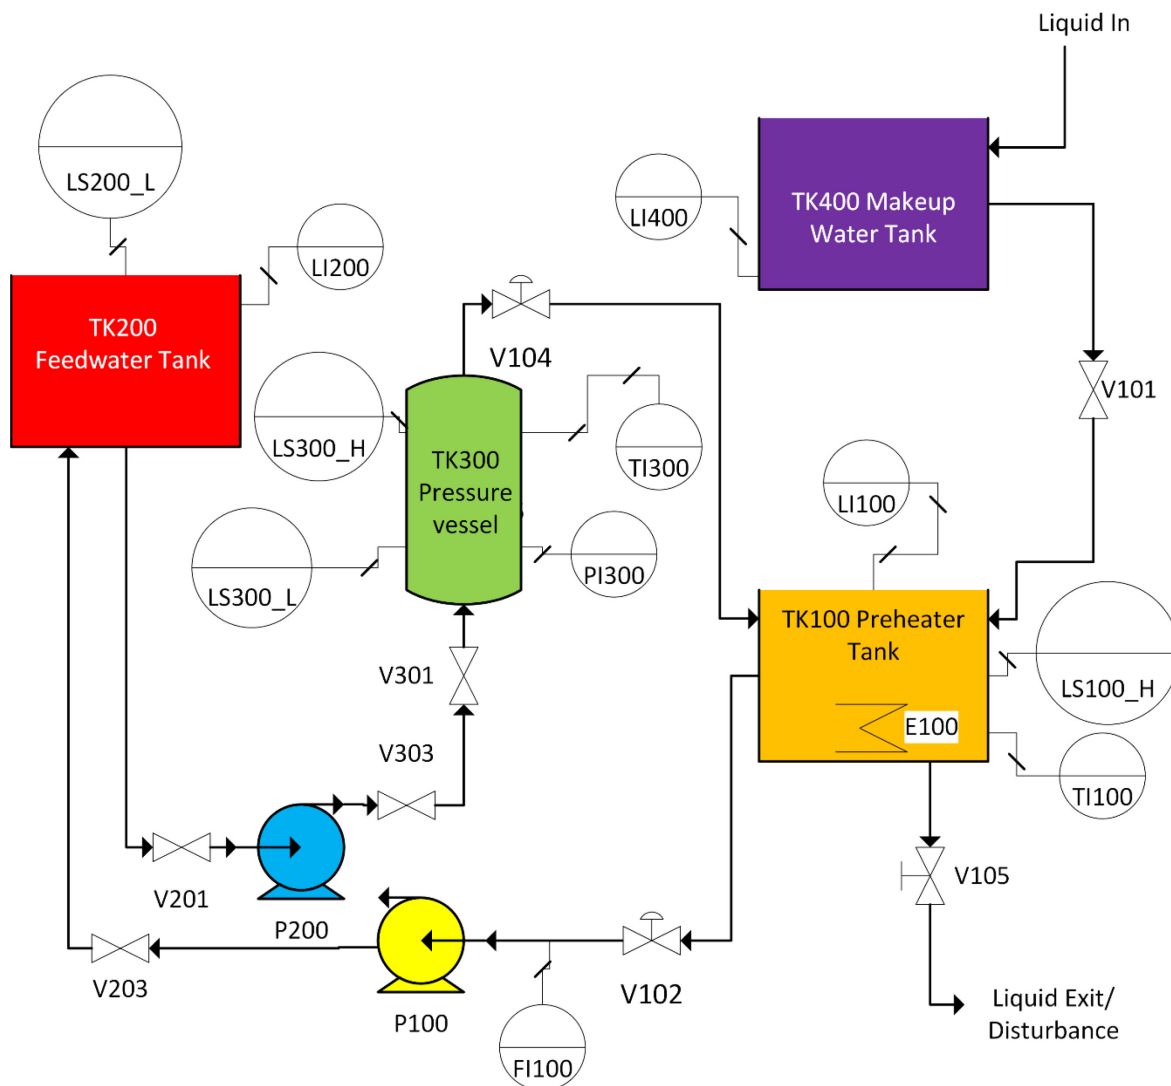 Liquid In
LS200_L
TK400 Makeup
Water Tank
LI400
LI200
TK200
Feedwater Tank
V104
V101
LS300_H
TI300
TK300
Pressure
vessel
LI100
LS300_L
PI300
TK100 Preheater
Tank
V301
LS100_H
E100
V303
TI100
V105
V201
P200
V203
V102
P100
Liquid Exit/
Disturbance
FI100